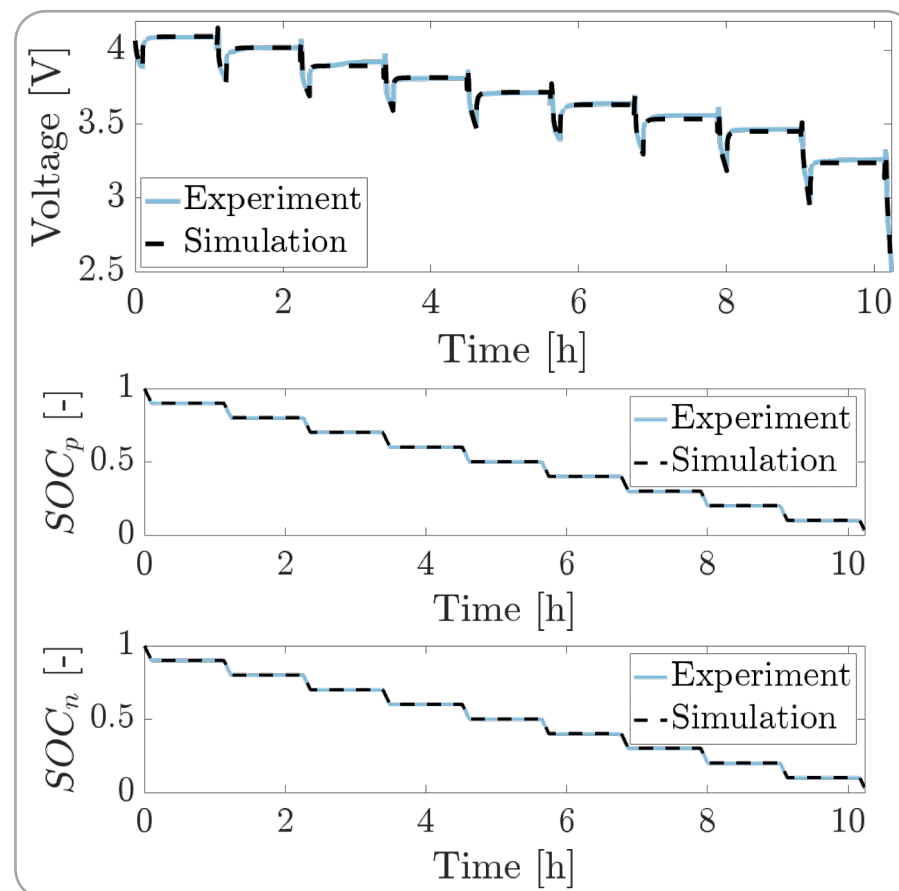 Voltage [V]
4
3.5
3
2.5
Experiment
Simulation
0 2 4 6 8 10
Time [h]
SOC_p [-]
1
0.5
0
Experiment
Simulation
0 2 4 6 8 10
Time [h]
SOC_n [-]
1
0.5
0
Experiment
Simulation
0 2 4 6 8 10
Time [h]